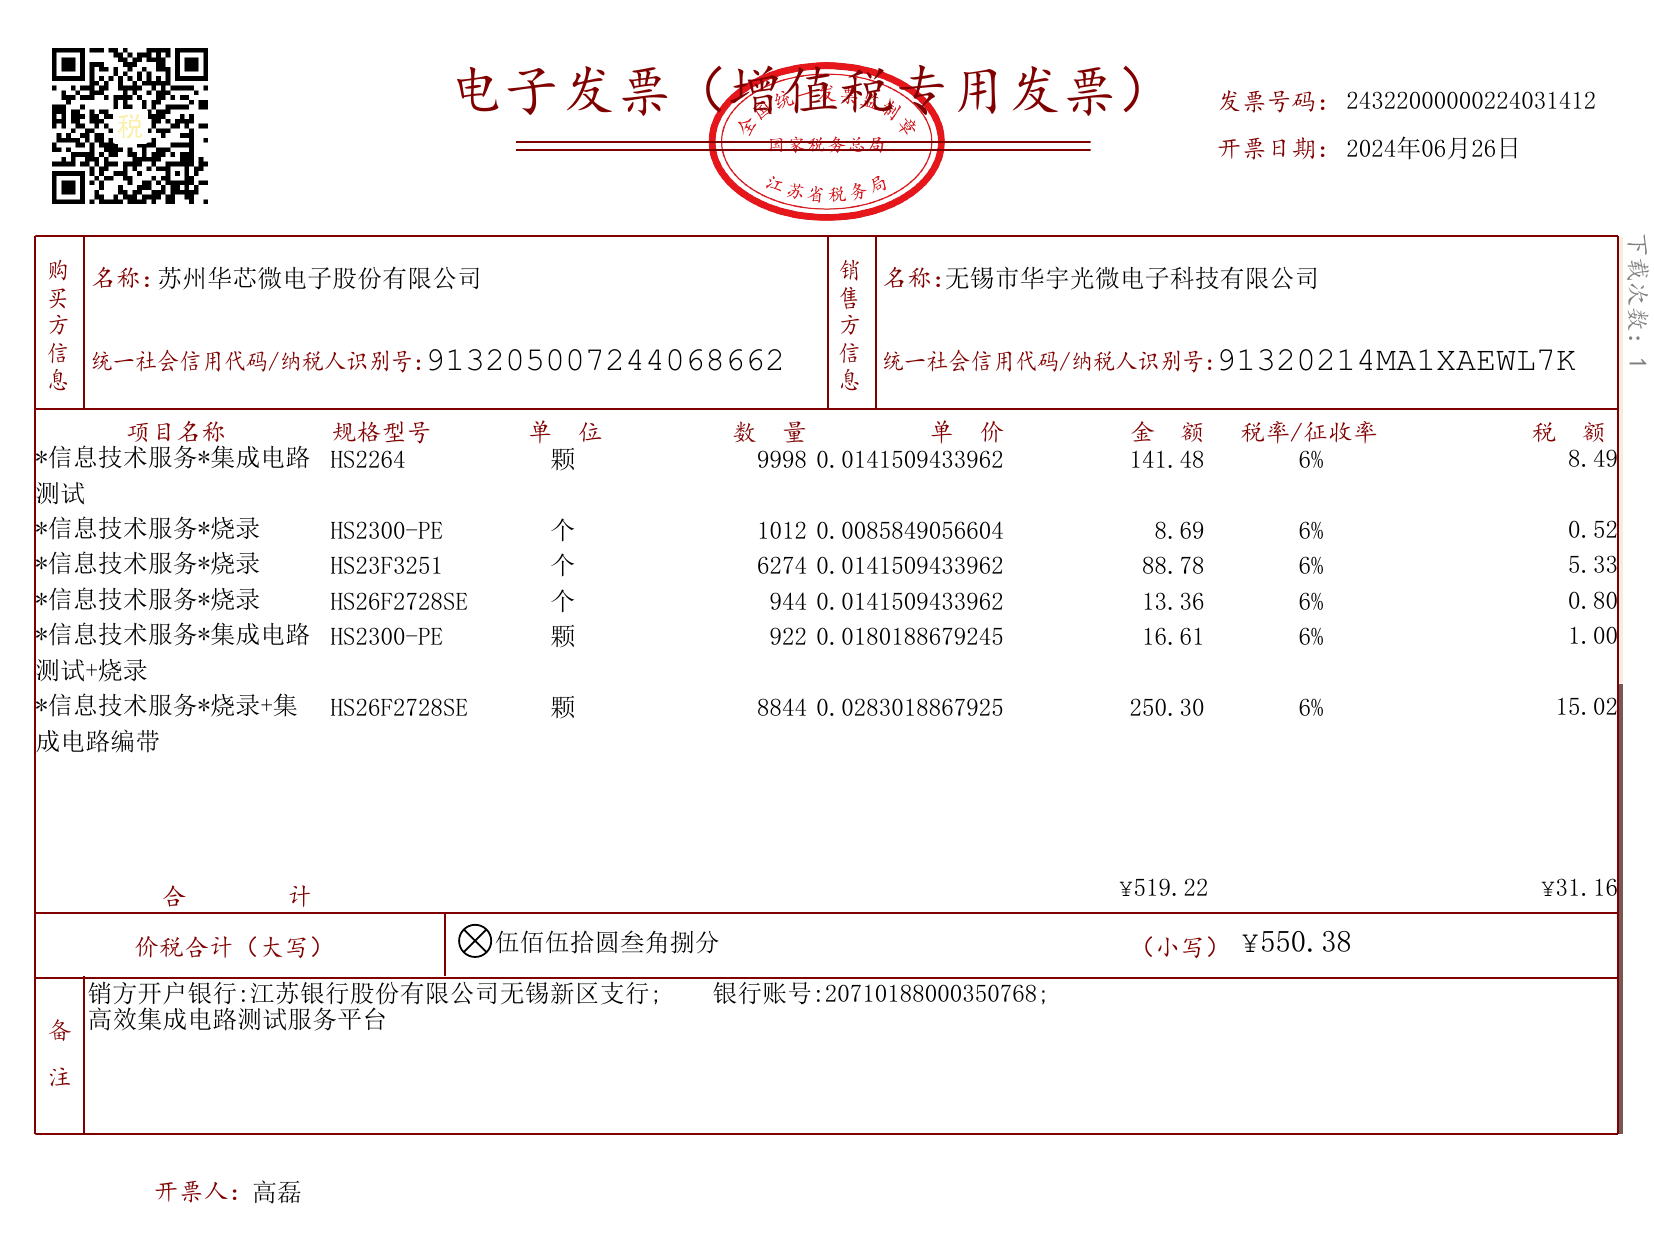 电子发票（增值税专用发票）
全国统一发票监制章
国家税务总局
江苏省税务局
税
发票号码：24322000000224031412
开票日期：2024年06月26日
下载次数：1
购买方信息
名称：苏州华芯微电子股份有限公司
统一社会信用代码/纳税人识别号：913205007244068662
销售方信息
名称：无锡市华宇光微电子科技有限公司
统一社会信用代码/纳税人识别号：91320214MA1XAEWL7K
项目名称 规格型号 单 位 数 量 单 价 金 额 税率/征收率 税 额
*信息技术服务*集成电路 HS2264 颗 9998 0.0141509433962 141.48 6% 8.49
测试
*信息技术服务*烧录 HS2300-PE 个 1012 0.0085849056604 8.69 6% 0.52
*信息技术服务*烧录 HS23F3251 个 6274 0.0141509433962 88.78 6% 5.33
*信息技术服务*烧录 HS26F2728SE 个 944 0.0141509433962 13.36 6% 0.80
*信息技术服务*集成电路 HS2300-PE 颗 922 0.0180188679245 16.61 6% 1.00
测试+烧录
*信息技术服务*烧录+集 HS26F2728SE 颗 8844 0.0283018867925 250.30 6% 15.02
成电路编带
合 计 ¥519.22 ¥31.16
价税合计（大写） 伍佰伍拾圆叁角捌分 （小写）¥550.38
备注
销方开户银行:江苏银行股份有限公司无锡新区支行; 银行账号:20710188000350768;
高效集成电路测试服务平台
开票人：高磊